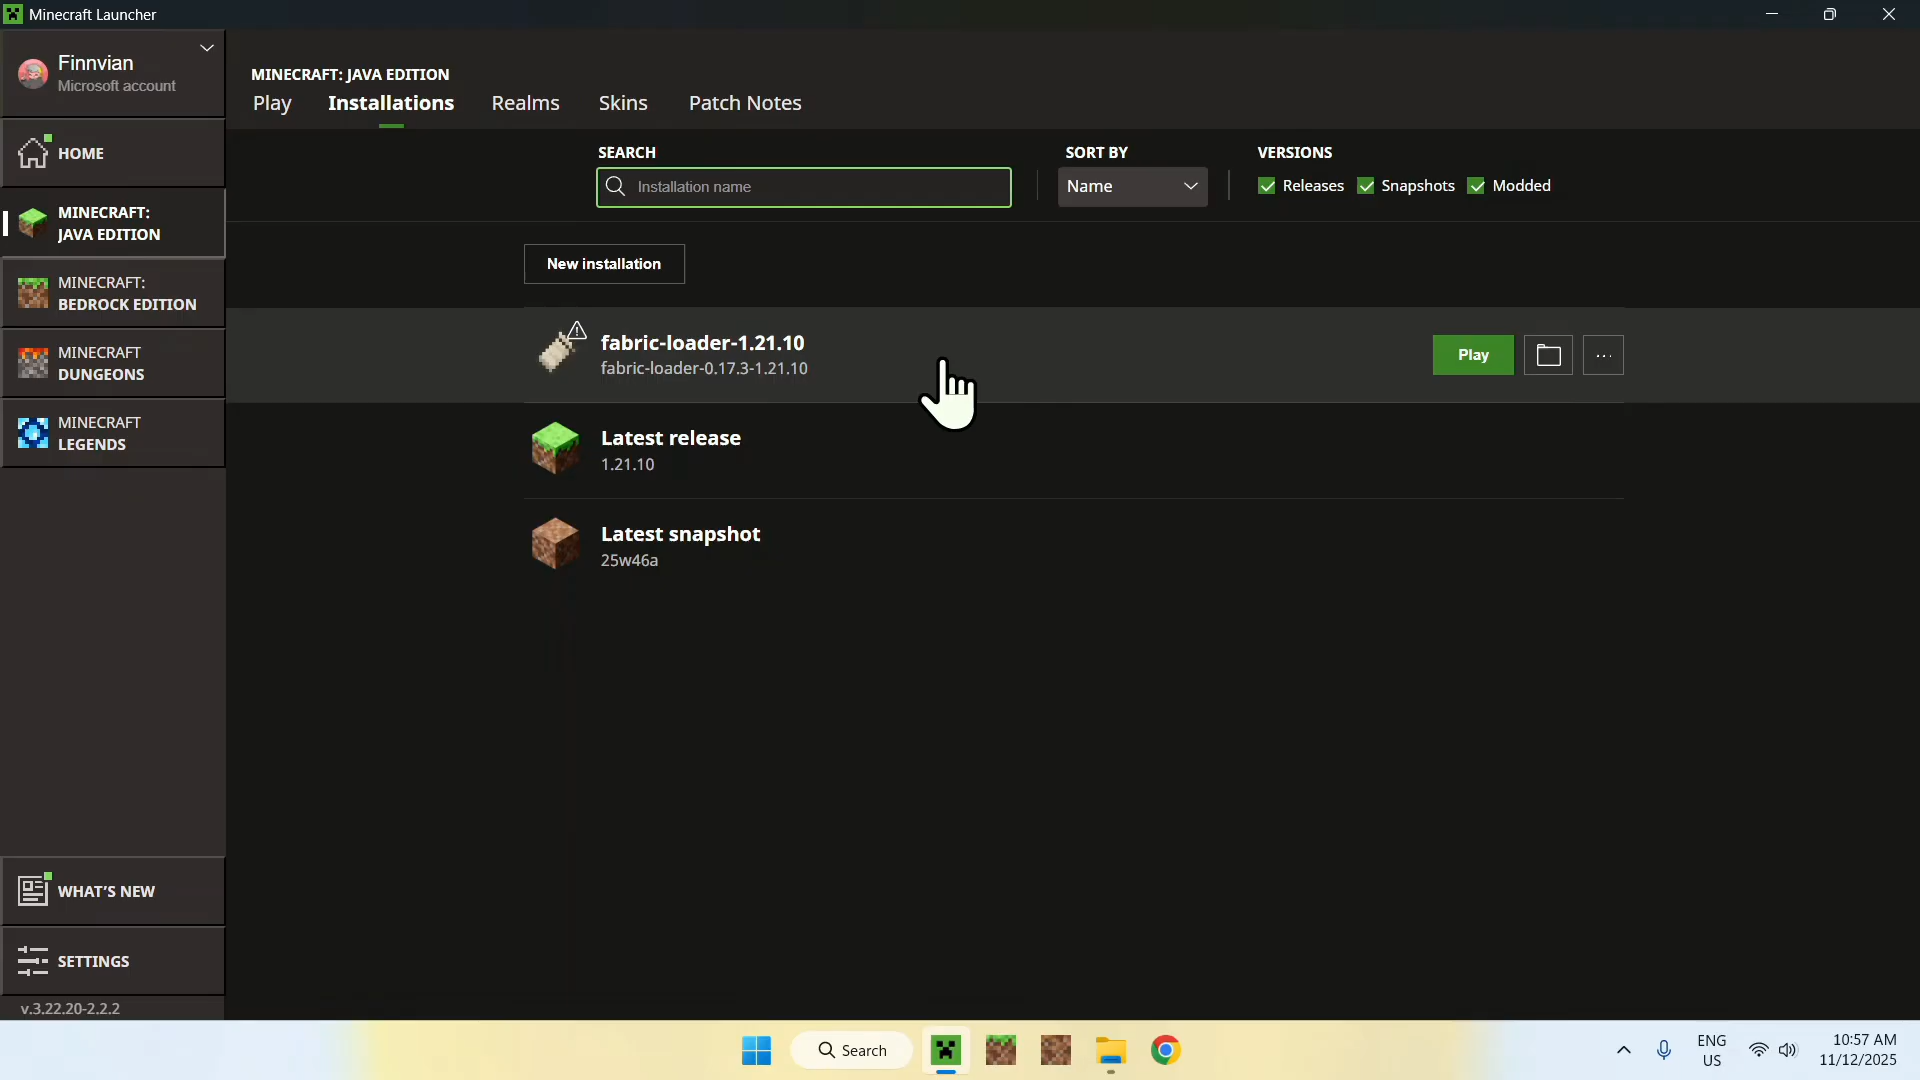 Minecraft Launcher
Finnvian
Microsoft account
HOME
MINECRAFT:
JAVA EDITION
MINECRAFT:
BEDROCK EDITION
MINECRAFT
DUNGEONS
MINECRAFT
LEGENDS
WHAT'S NEW
SETTINGS
v.3.22.20-2.2.2
MINECRAFT: JAVA EDITION
Play Installations Realms Skins Patch Notes
SEARCH
Installation name
SORT BY
Name
VERSIONS
Releases Snapshots Modded
New installation
fabric-loader-1.21.10
fabric-loader-0.17.3-1.21.10
Play
...
Latest release
1.21.10
Latest snapshot
25w46a
Search
ENG
US
10:57 AM
11/12/2025